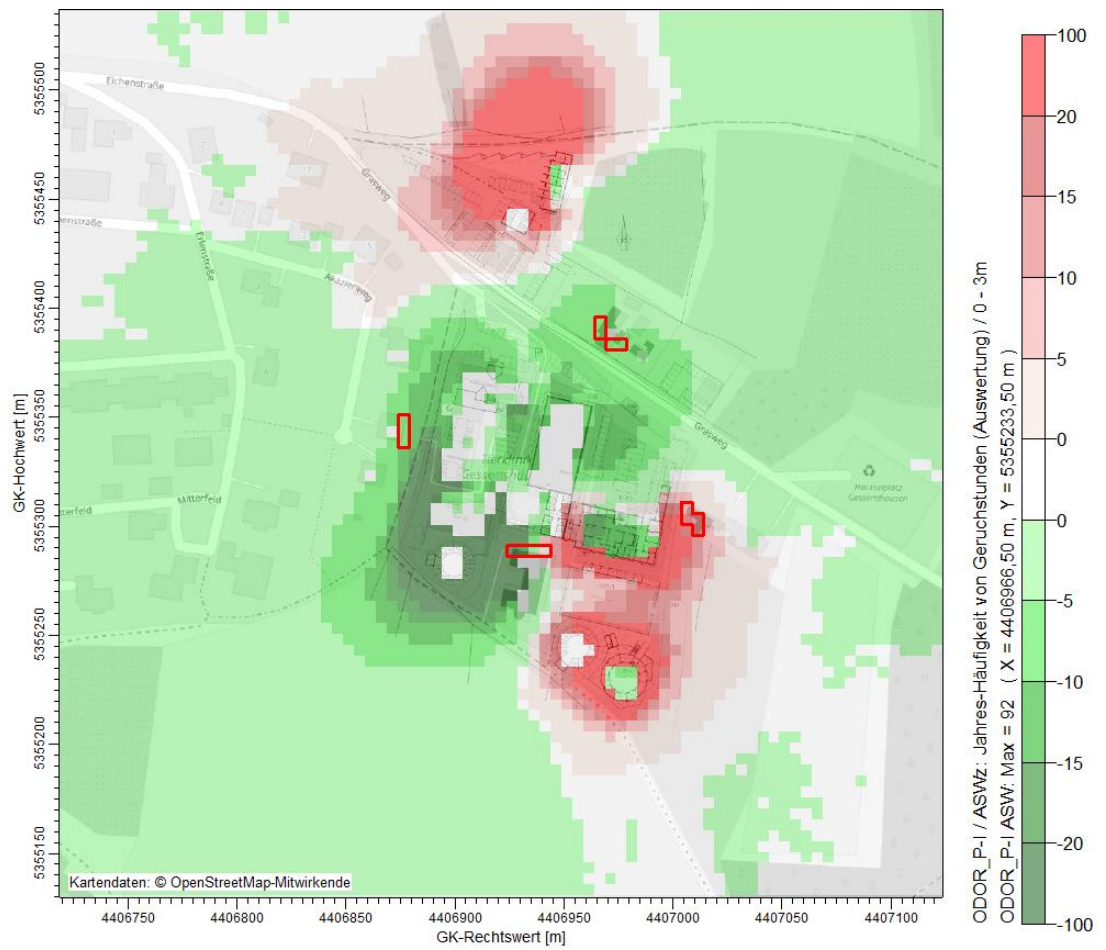 100
20
15
10
5
0
0
-5
-10
-15
-20
-100
ODOR_P-I / ASWz: Jahres-Häufigkeit von Geruchstunden (Auswertung) / 0 - 3m
ODOR_P-I ASW: Max = 92 ( X = 4406966,50 m, Y = 5355233,50 m )
GK-Hochwert [m]
5355500
5355450
5355400
5355350
5355300
5355250
5355200
5355150
Eichenstraße
Grasweg
enstraße
Erlenstraße
Akazienweg
P
Grasweg
Gessertshausen
Mitterfeld
terfeld
Kartendaten: © OpenStreetMap-Mitwirkende
4406750
4406800
4406850
4406900
4406950
4407000
4407050
4407100
GK-Rechtswert [m]